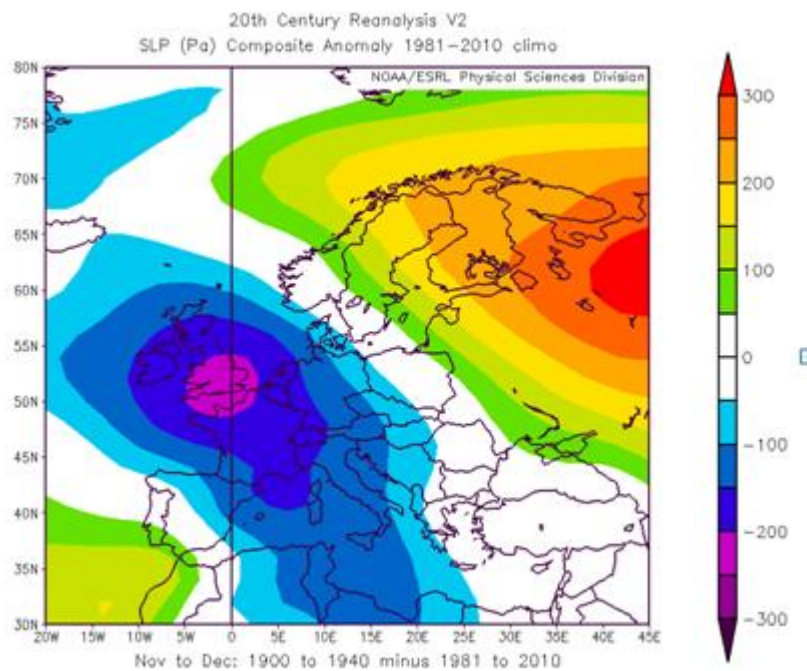 20th Century Reanalysis V2
SLP (Pa) Composite Anomaly 1981-2010 climo
NOAA/ESRL Physical Sciences Division
80N
75N
70N
65N
60N
55N
50N
45N
40N
35N
30N
20W 15W 10W 5W 0 5E 10E 15E 20E 25E 30E 35E 40E 45E
300
200
100
0
-100
-200
-300
Nov to Dec: 1900 to 1940 minus 1981 to 2010